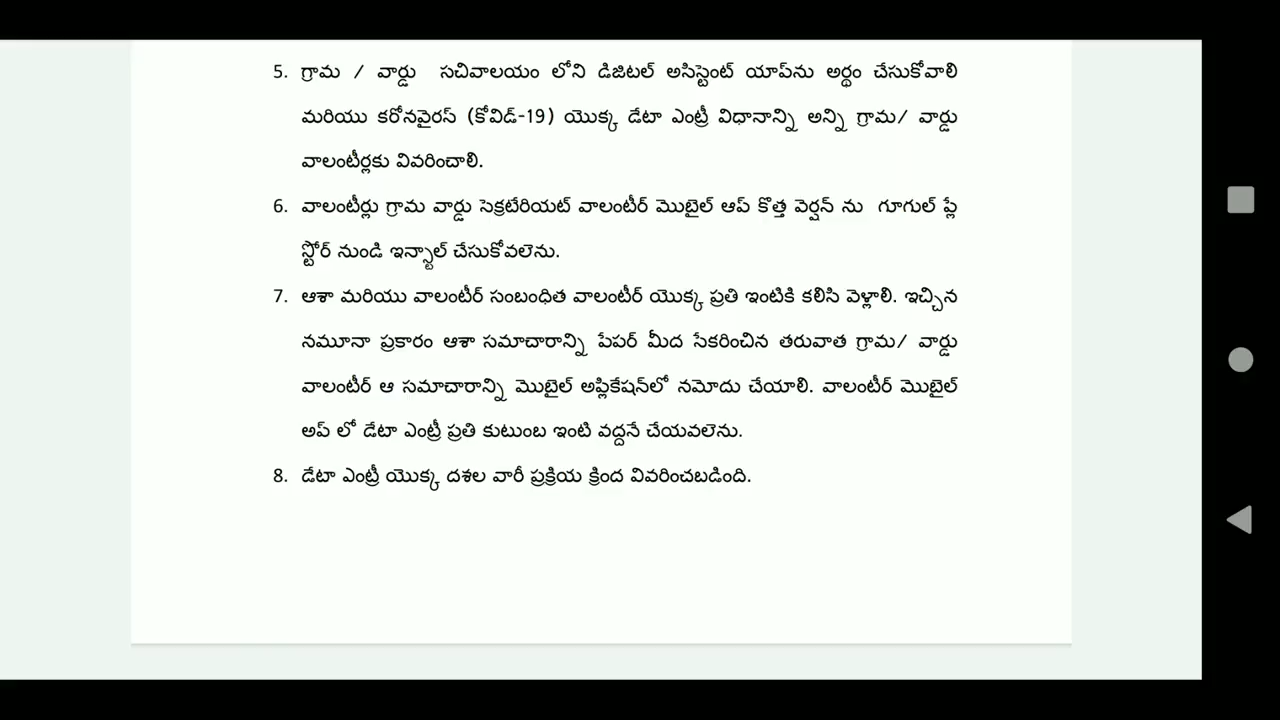 5. గ్రామ / వార్డు సచివాలయం లోని డిజిటల్ అసిస్టెంట్ యాప్‌ను అర్థం చేసుకోవాలి
మరియు కరోనవైరస్ (కోవిడ్-19) యొక్క డేటా ఎంట్రీ విధానాన్ని అన్ని గ్రామ/ వార్డు
వాలంటీర్లకు వివరించాలి.
6. వాలంటీర్లు గ్రామ వార్డు సెక్రటేరియట్ వాలంటీర్ మొబైల్ ఆప్ కొత్త వెర్షన్ ను గూగుల్ ప్లే
స్టోర్ నుండి ఇన్స్టాల్ చేసుకోవలెను.
7. ఆశా మరియు వాలంటీర్ సంబంధిత వాలంటీర్ యొక్క ప్రతి ఇంటికి కలిసి వెళ్లాలి. ఇచ్చిన
నమూనా ప్రకారం ఆశా సమాచారాన్ని పేపర్ మీద సేకరించిన తరువాత గ్రామ/ వార్డు
వాలంటీర్ ఆ సమాచారాన్ని మొబైల్ అప్లికేషన్‌లో నమోదు చేయాలి. వాలంటీర్ మొబైల్
అప్ లో డేటా ఎంట్రీ ప్రతి కుటుంబ ఇంటి వద్దనే చేయవలెను.
8. డేటా ఎంట్రీ యొక్క దశల వారీ ప్రక్రియ క్రింద వివరించబడింది.